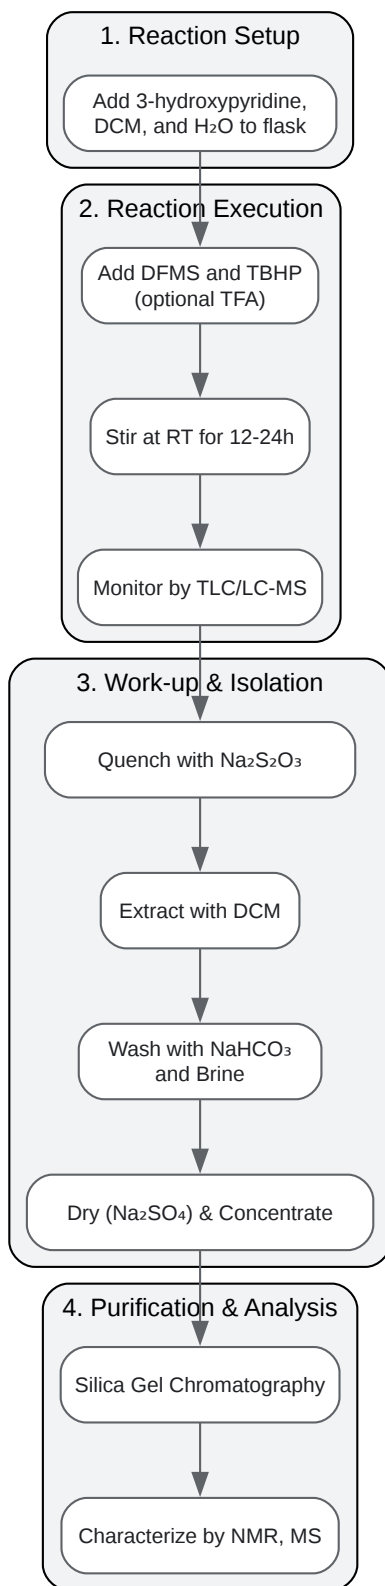 1. Reaction Setup
Add 3-hydroxypyridine,
DCM, and H₂O to flask
2. Reaction Execution
Add DFMS and TBHP
(optional TFA)
Stir at RT for 12-24h
Monitor by TLC/LC-MS
3. Work-up & Isolation
Quench with Na₂S₂O₃
Extract with DCM
Wash with NaHCO₃
and Brine
Dry (Na₂SO₄) & Concentrate
4. Purification & Analysis
Silica Gel Chromatography
Characterize by NMR, MS